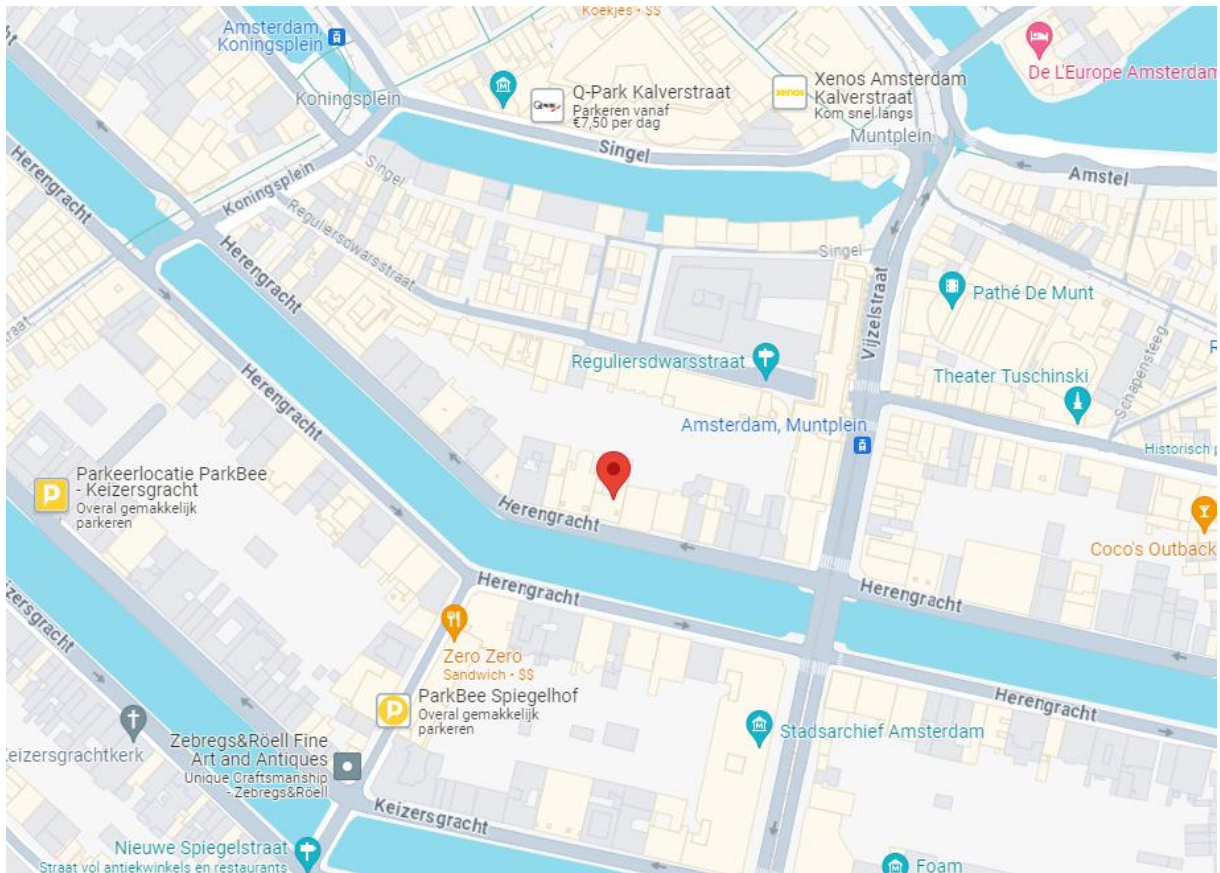 Koekjes • $$
Amsterdam,
Koningsplein
De L'Europe Amsterdam
Koningsplein
Q-Park Kalverstraat
Parkeren vanaf
€7,50 per dag
Xenos Amsterdam
Kalverstraat
Kom snel langs
xenos
Muntplein
Singel
Amstel
Herengracht
Koningsplein
Singel
Reguliersdwarsstraat
Herengracht
Singel
Pathé De Munt
Vijzelstraat
Reguliersdwarsstraat
Theater Tuschinski
Schapensteeg
Herengracht
Amsterdam, Muntplein
Historisch
Parkeerlocatie ParkBee
- Keizersgracht
Overal gemakkelijk
parkeren
P
Herengracht
Coco's Outback
Herengracht
Herengracht
Zero Zero
Sandwich • $$
ParkBee Spiegelhof
Overal gemakkelijk
parkeren
P
Herengracht
Stadsarchief Amsterdam
Keizersgrachtkerk
Zebregs&Röell Fine
Art and Antiques
Unique Craftsmanship
- Zebregs&Röell
Keizersgracht
Nieuwe Spiegelstraat
Straat vol antiekwinkels en restaurants
Foam